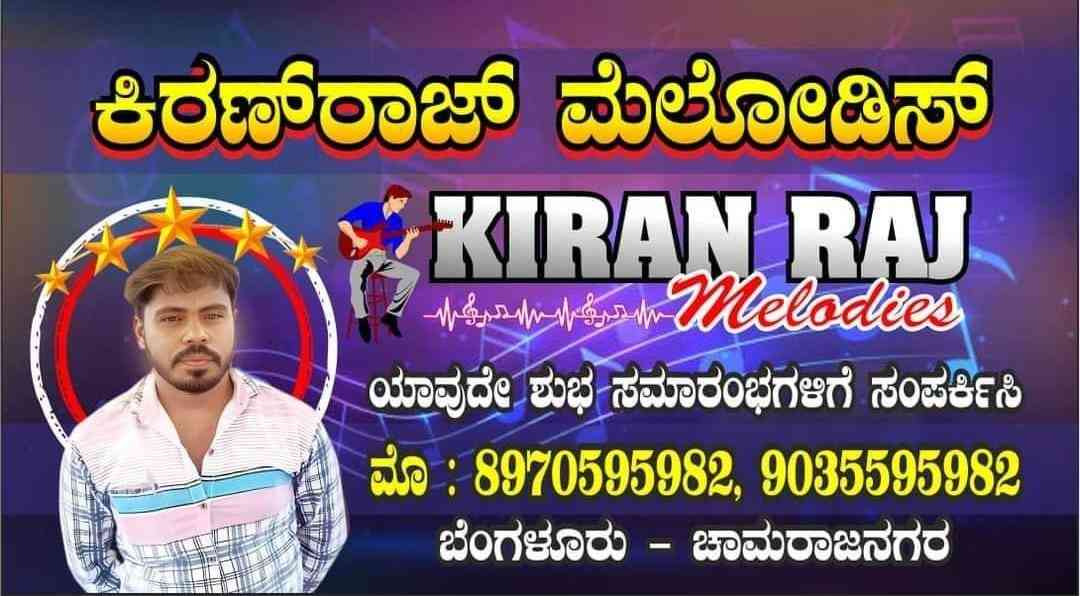 ಕಿರಣ್‌ರಾಜ್ ಮೆಲೋಡಿಸ್
KIRAN RAJ
Melodies
ಯಾವುದೇ ಶುಭ ಸಮಾರಂಭಗಳಿಗೆ ಸಂಪರ್ಕಿಸಿ
ಮೊ : 8970595982, 9035595982
ಬೆಂಗಳೂರು - ಚಾಮರಾಜನಗರ